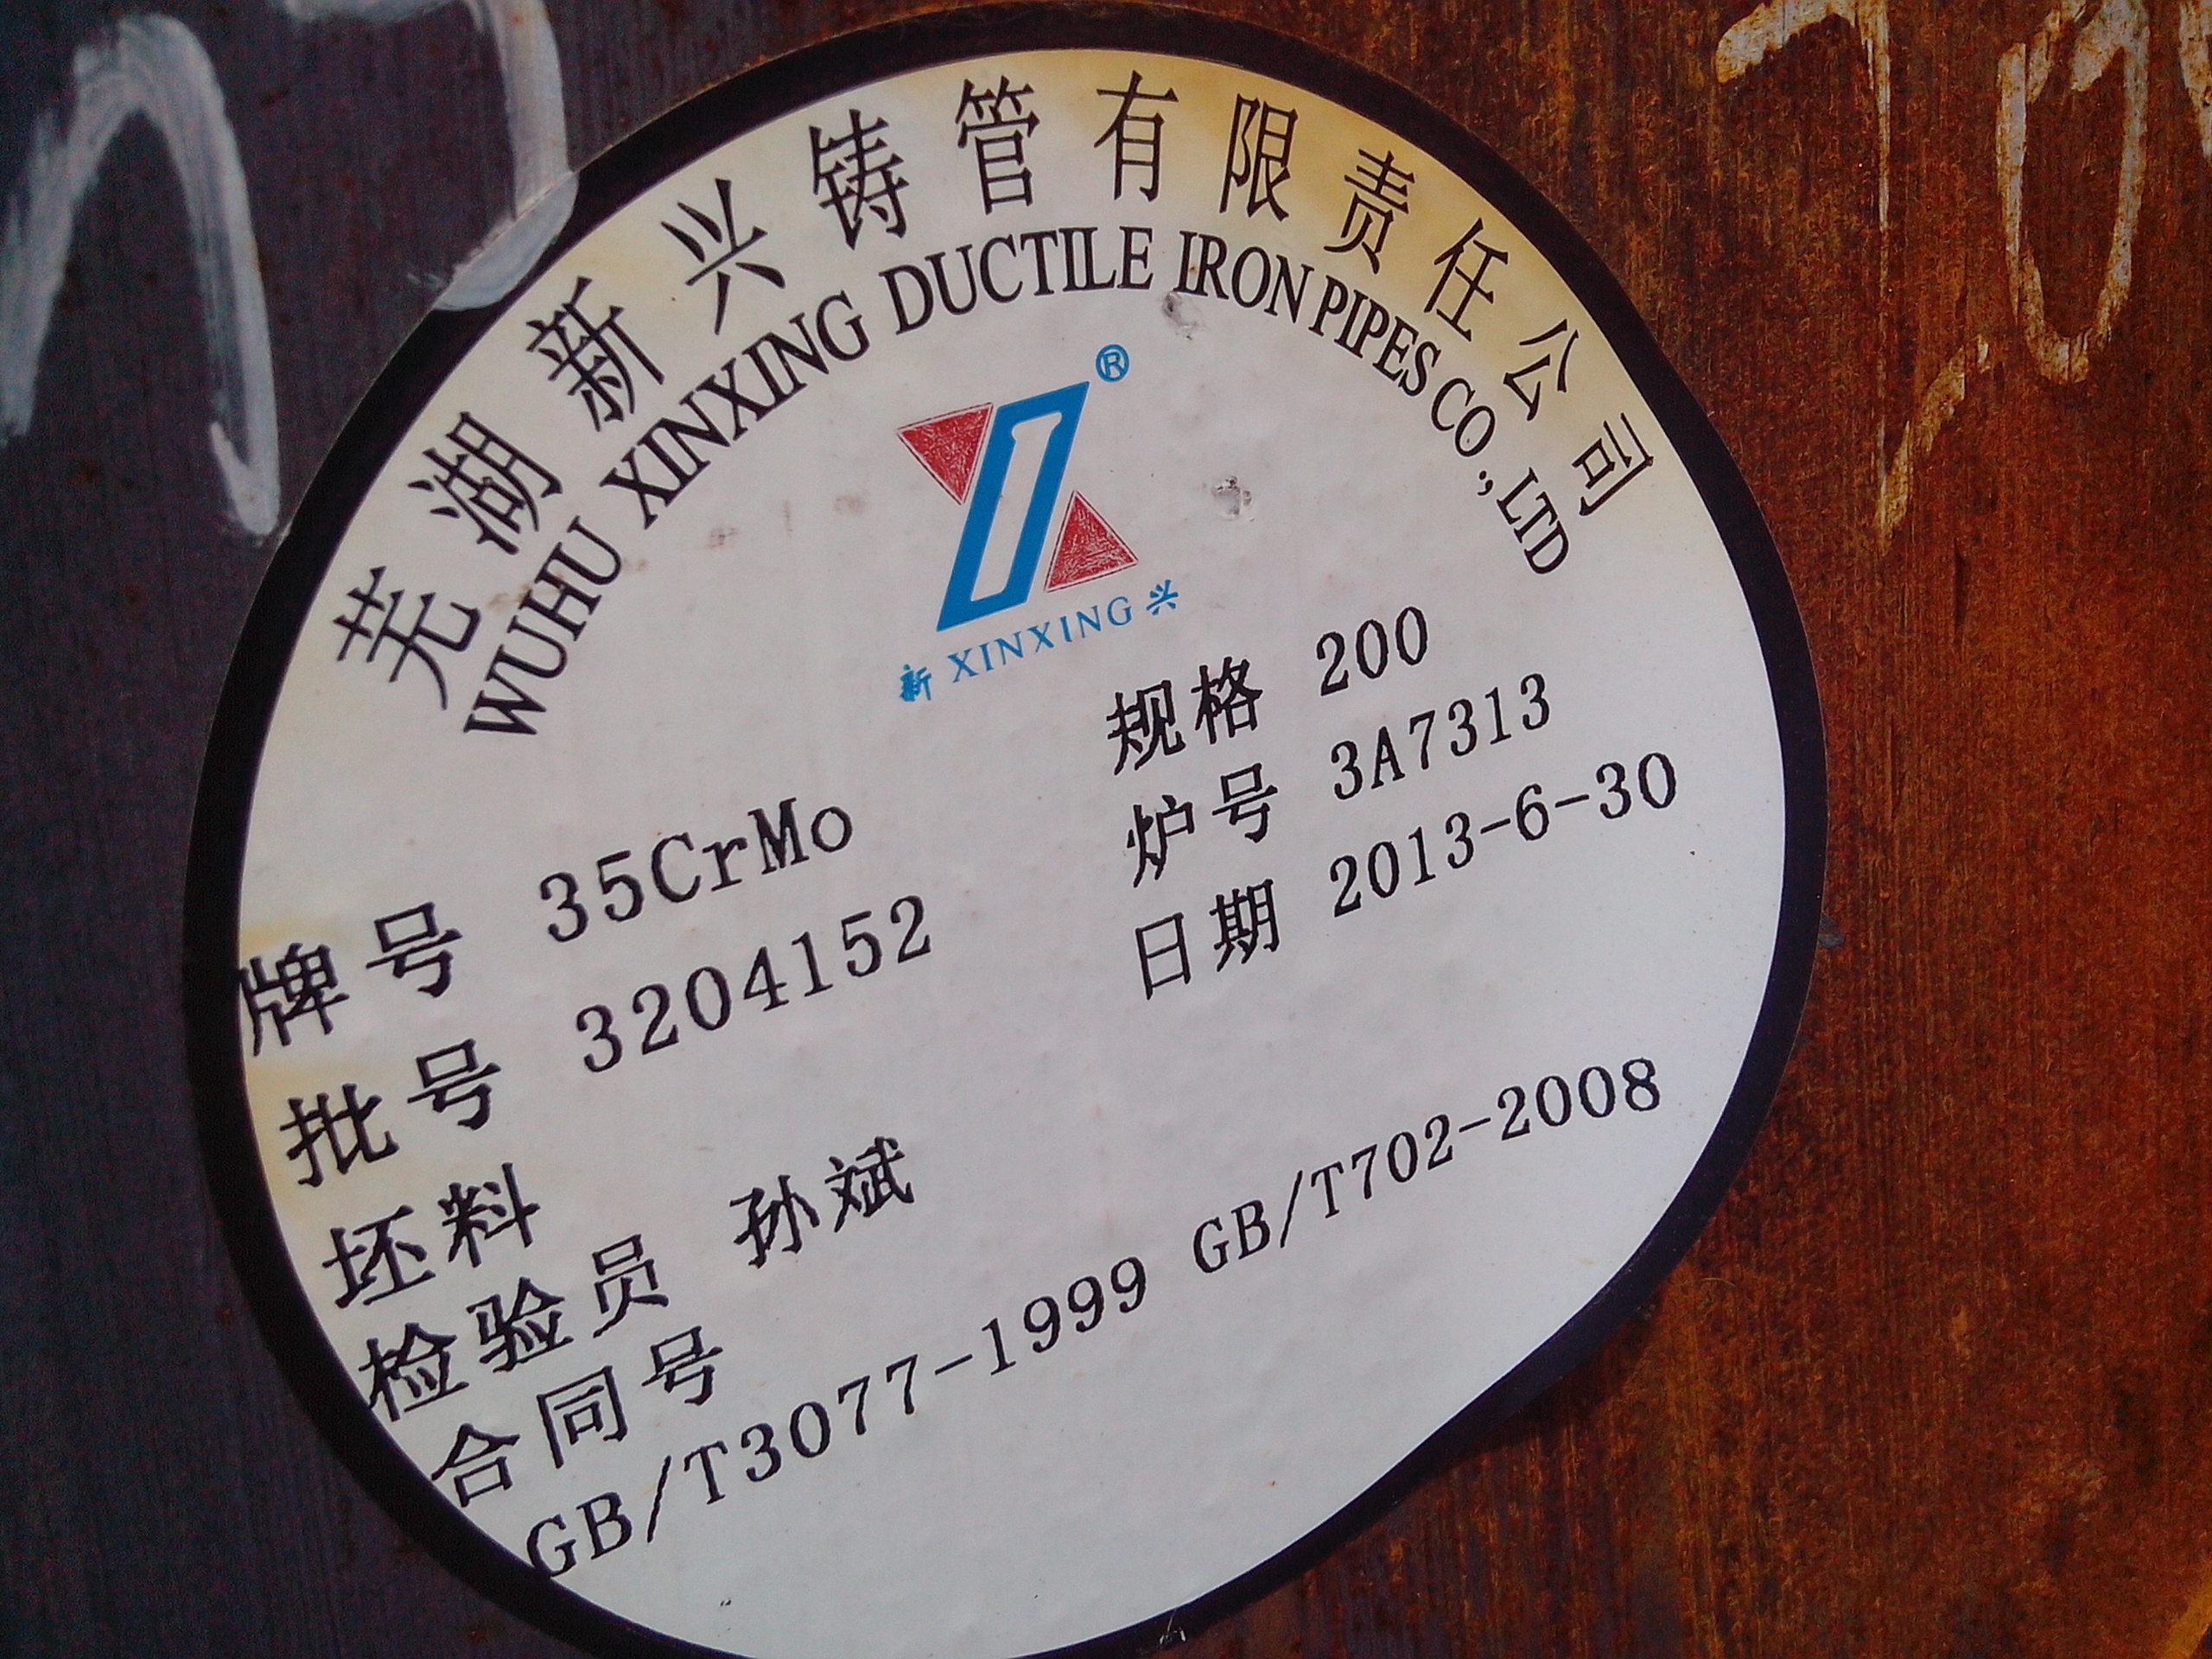 芜湖新兴铸管有限责任公司
WUHU XINXING DUCTILE IRON PIPES CO., LTD
®
新 XINXING 兴
规格 200
牌号 35CrMo 炉号 3A7313
批号 3204152 日期 2013-6-30
坯料
检验员 孙斌
合同号
GB/T3077-1999 GB/T702-2008